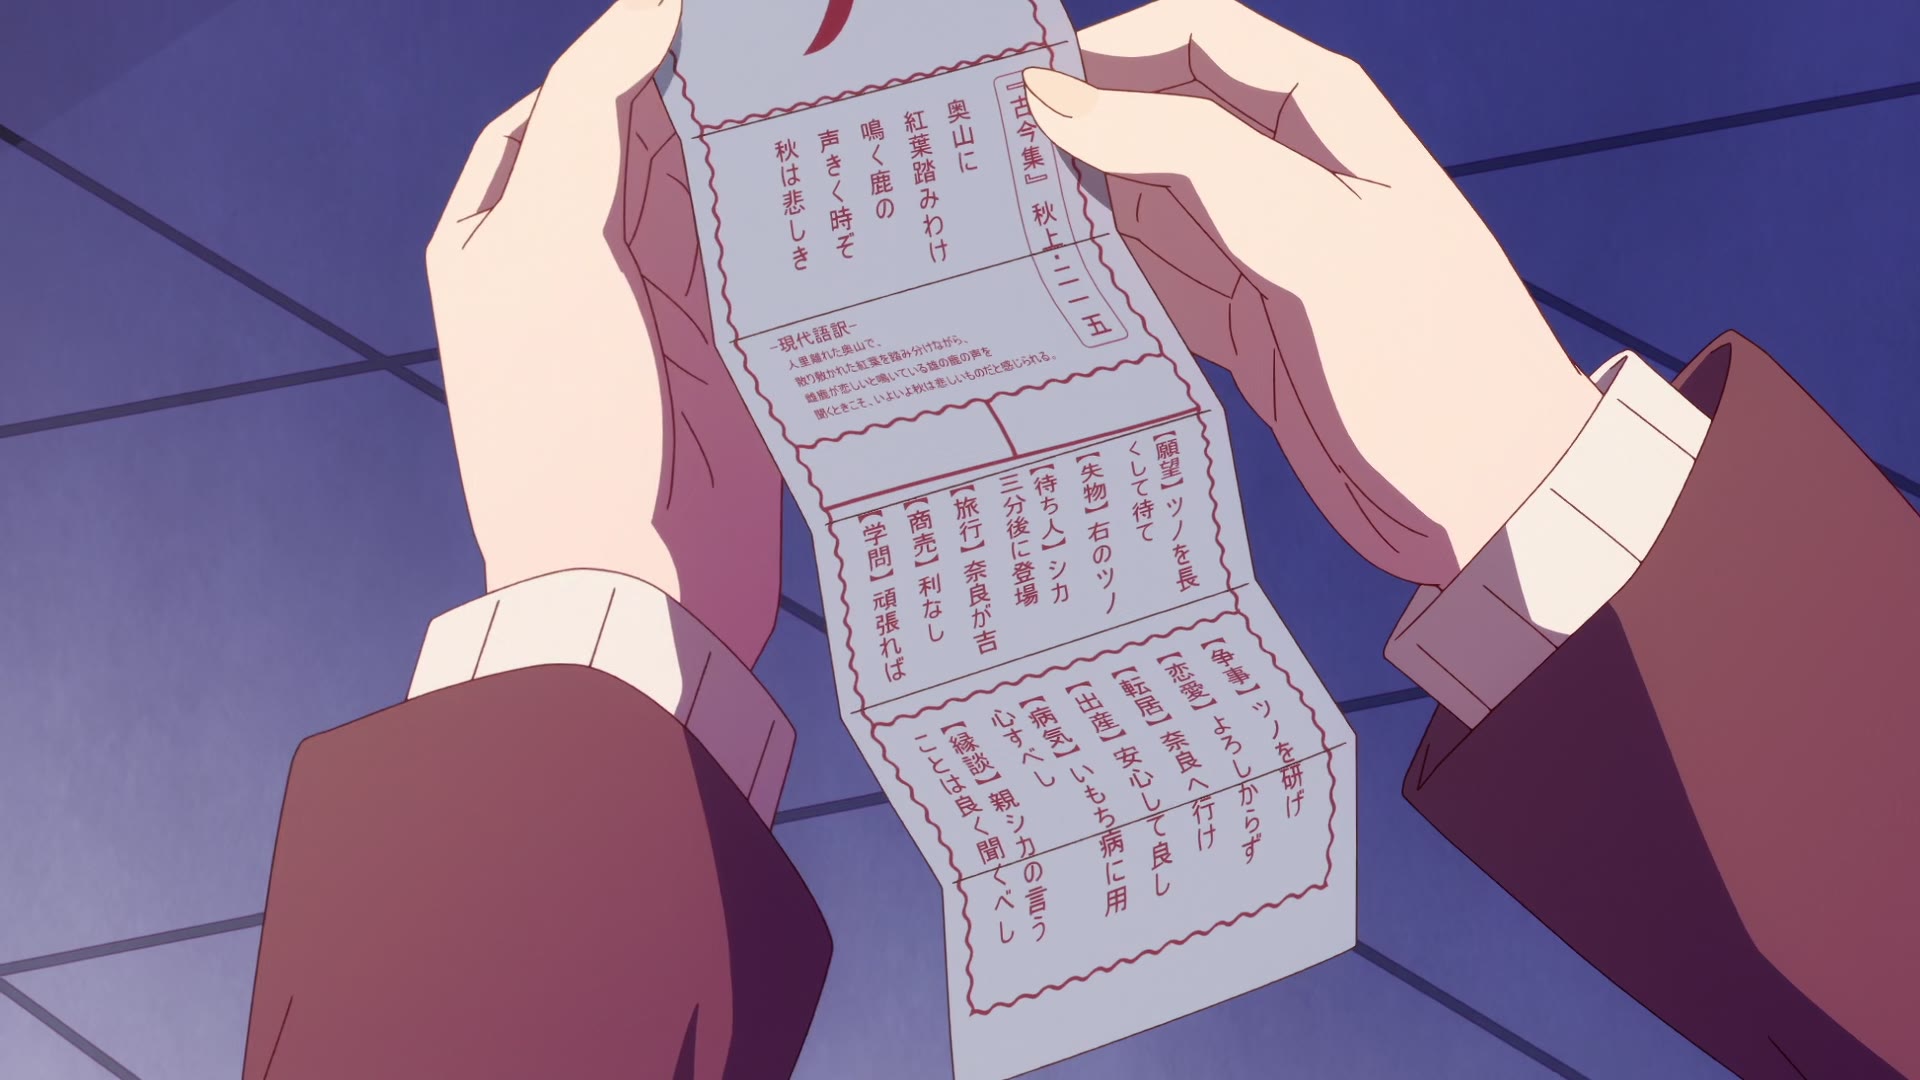 『古今集』 秋上・二一五
奥山に
紅葉踏みわけ
鳴く鹿の
声きく時ぞ
秋は悲しき
−現代語訳−
人里離れた奥山で、
散り敷かれた紅葉を踏み分けながら、
雌鹿が恋しいと鳴いている雄の鹿の声を
聞くときこそ、いよいよ秋は悲しいものだと感じられる。
【願望】ツノを長
くして待て
【失物】右のツノ
【待ち人】シカ
三分後に登場
【旅行】奈良が吉
【商売】利なし
【学問】頑張れば
【争事】ツノを研げ
【恋愛】よろしからず
【転居】奈良へ行け
【出産】安心して良し
【病気】いもち病に用
心すべし
【縁談】親シカの言う
ことは良く聞くべし